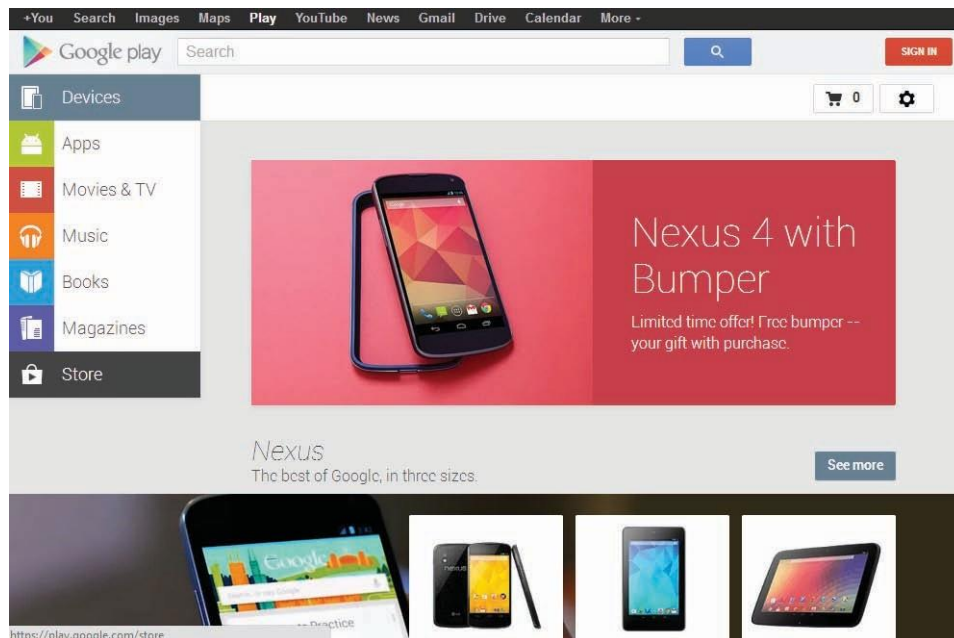 +You Search Images Maps Play YouTube News Gmail Drive Calendar More
Google play Search SIGN IN
Devices 0
Apps
Movies & TV
Music
Books
Magazines
Store
Nexus 4 with
Bumper
Limited time offer! Free bumper --
your gift with purchase.
Nexus
The best of Google, in three sizes.
See more
Google
nexus
Practice
https://play.google.com/store